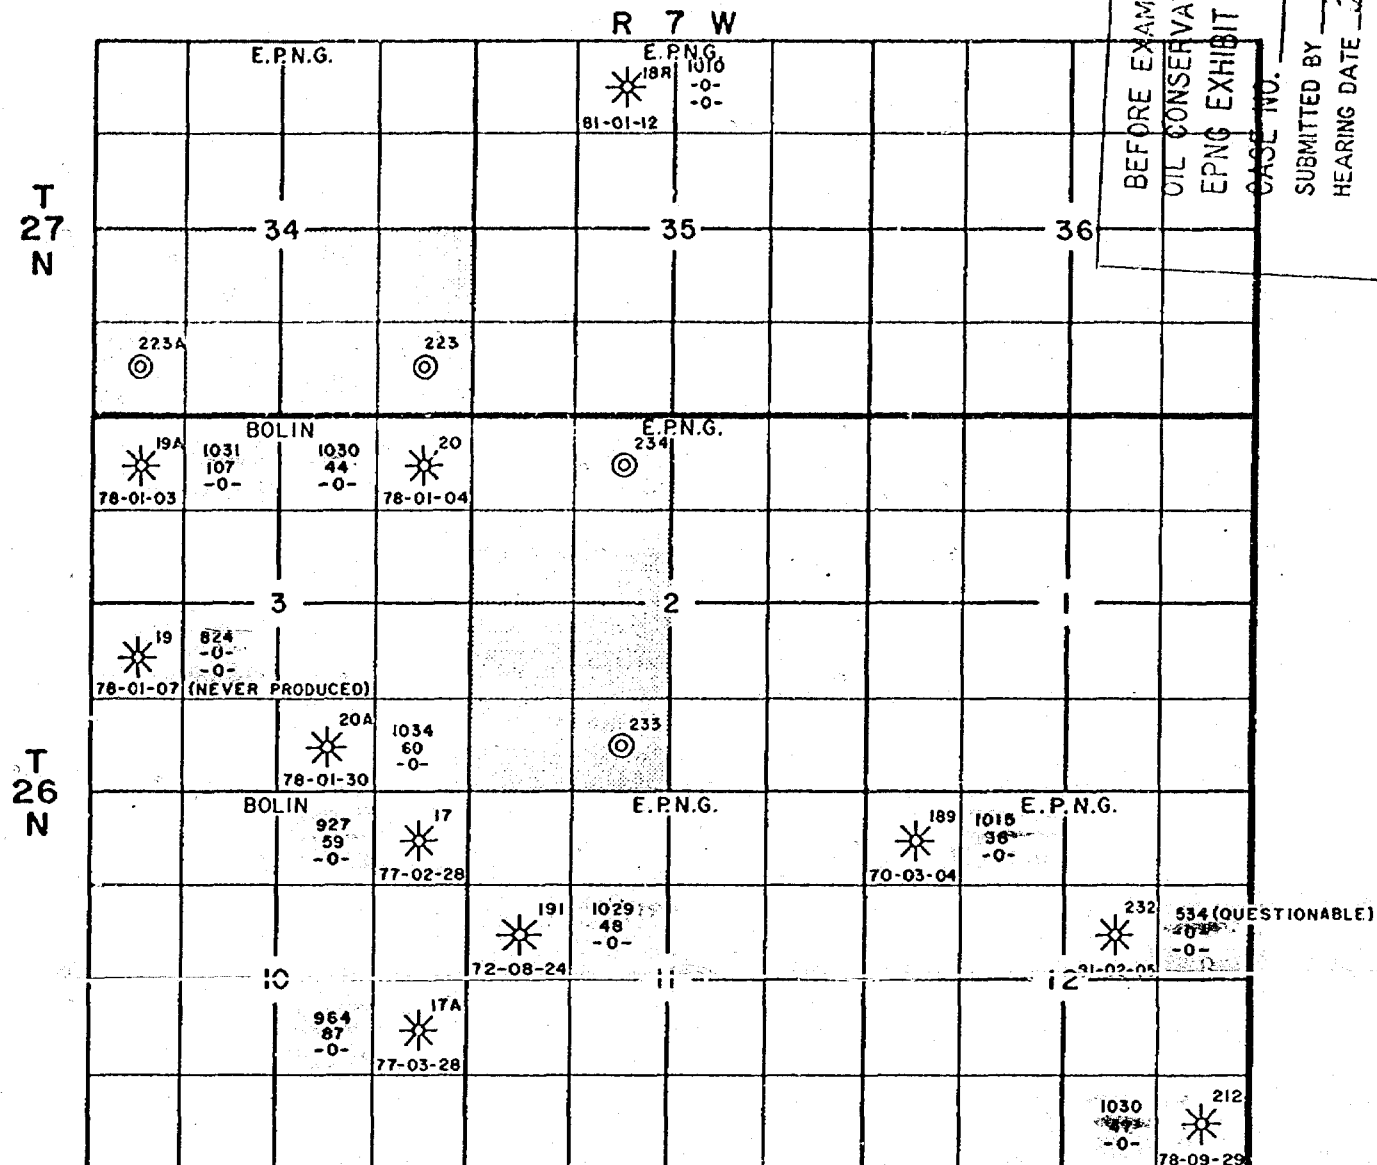 R 7 W
BEFORE EXAM
OIL CONSERVA
EPNG EXHIBIT
CASE NO.
SUBMITTED BY
HEARING DATE
E.P.N.G.
E.P.N.G.
18R
1010
-0-
-0-
81-01-12
T
27
N
34
35
36
223A
223
BOLIN
E.P.N.G.
19A
1031
107
-0-
78-01-03
1030
44
-0-
20
78-01-04
234
3
2
1
19
824
-0-
-0-
78-01-07 (NEVER PRODUCED)
20A
1034
60
-0-
78-01-30
233
T
26
N
BOLIN
E.P.N.G.
E.P.N.G.
927
59
-0-
17
77-02-28
189
1015
36
-0-
70-03-04
191
1029
48
-0-
72-08-24
232
534 (QUESTIONABLE)
-0-
-0-
10
11
12
964
87
-0-
17A
77-03-28
1030
-0-
212
78-09-29